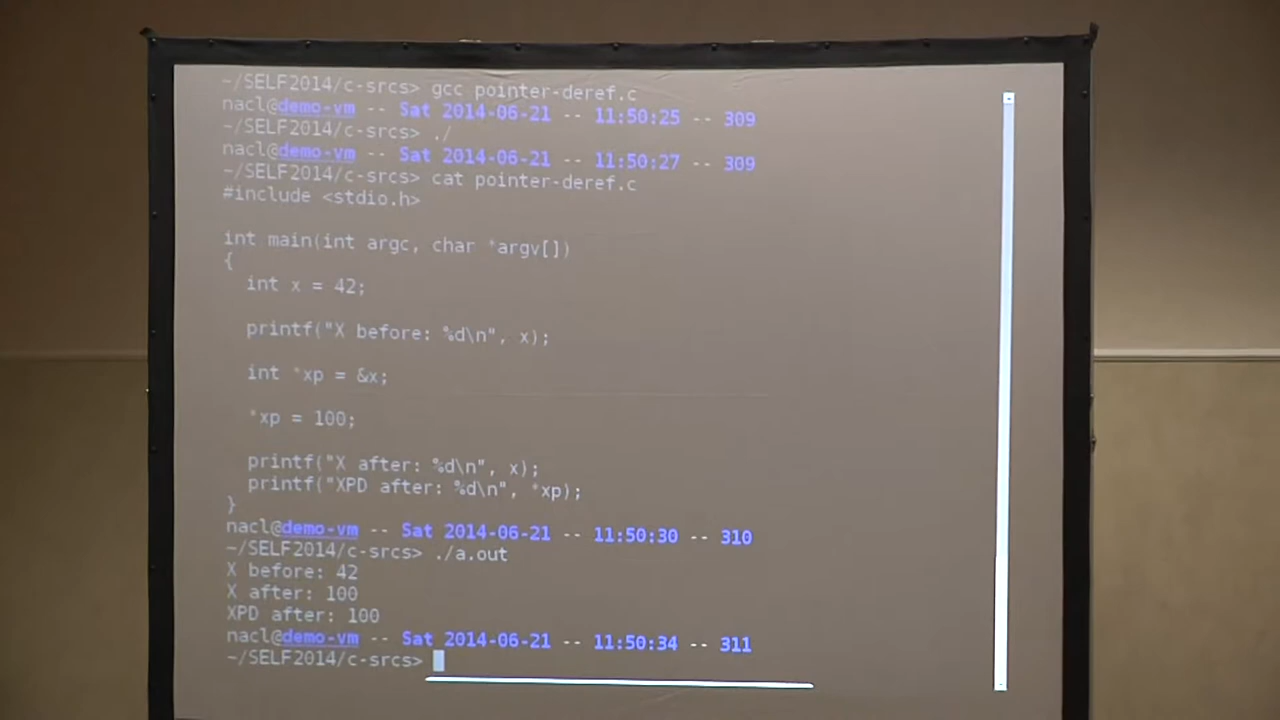 ~/SELF2014/c-srcs> gcc pointer-deref.c
nacl@demo-vm -- Sat 2014-06-21 -- 11:50:25 -- 309
~/SELF2014/c-srcs> ./
nacl@demo-vm -- Sat 2014-06-21 -- 11:50:27 -- 309
~/SELF2014/c-srcs> cat pointer-deref.c
#include <stdio.h>
int main(int argc, char *argv[])
{
int x = 42;
printf("X before: %d\n", x);
int *xp = &x;
*xp = 100;
printf("X after: %d\n", x);
printf("XPD after: %d\n", *xp);
}
nacl@demo-vm -- Sat 2014-06-21 -- 11:50:30 -- 310
~/SELF2014/c-srcs> ./a.out
X before: 42
X after: 100
XPD after: 100
nacl@demo-vm -- Sat 2014-06-21 -- 11:50:34 -- 311
~/SELF2014/c-srcs>